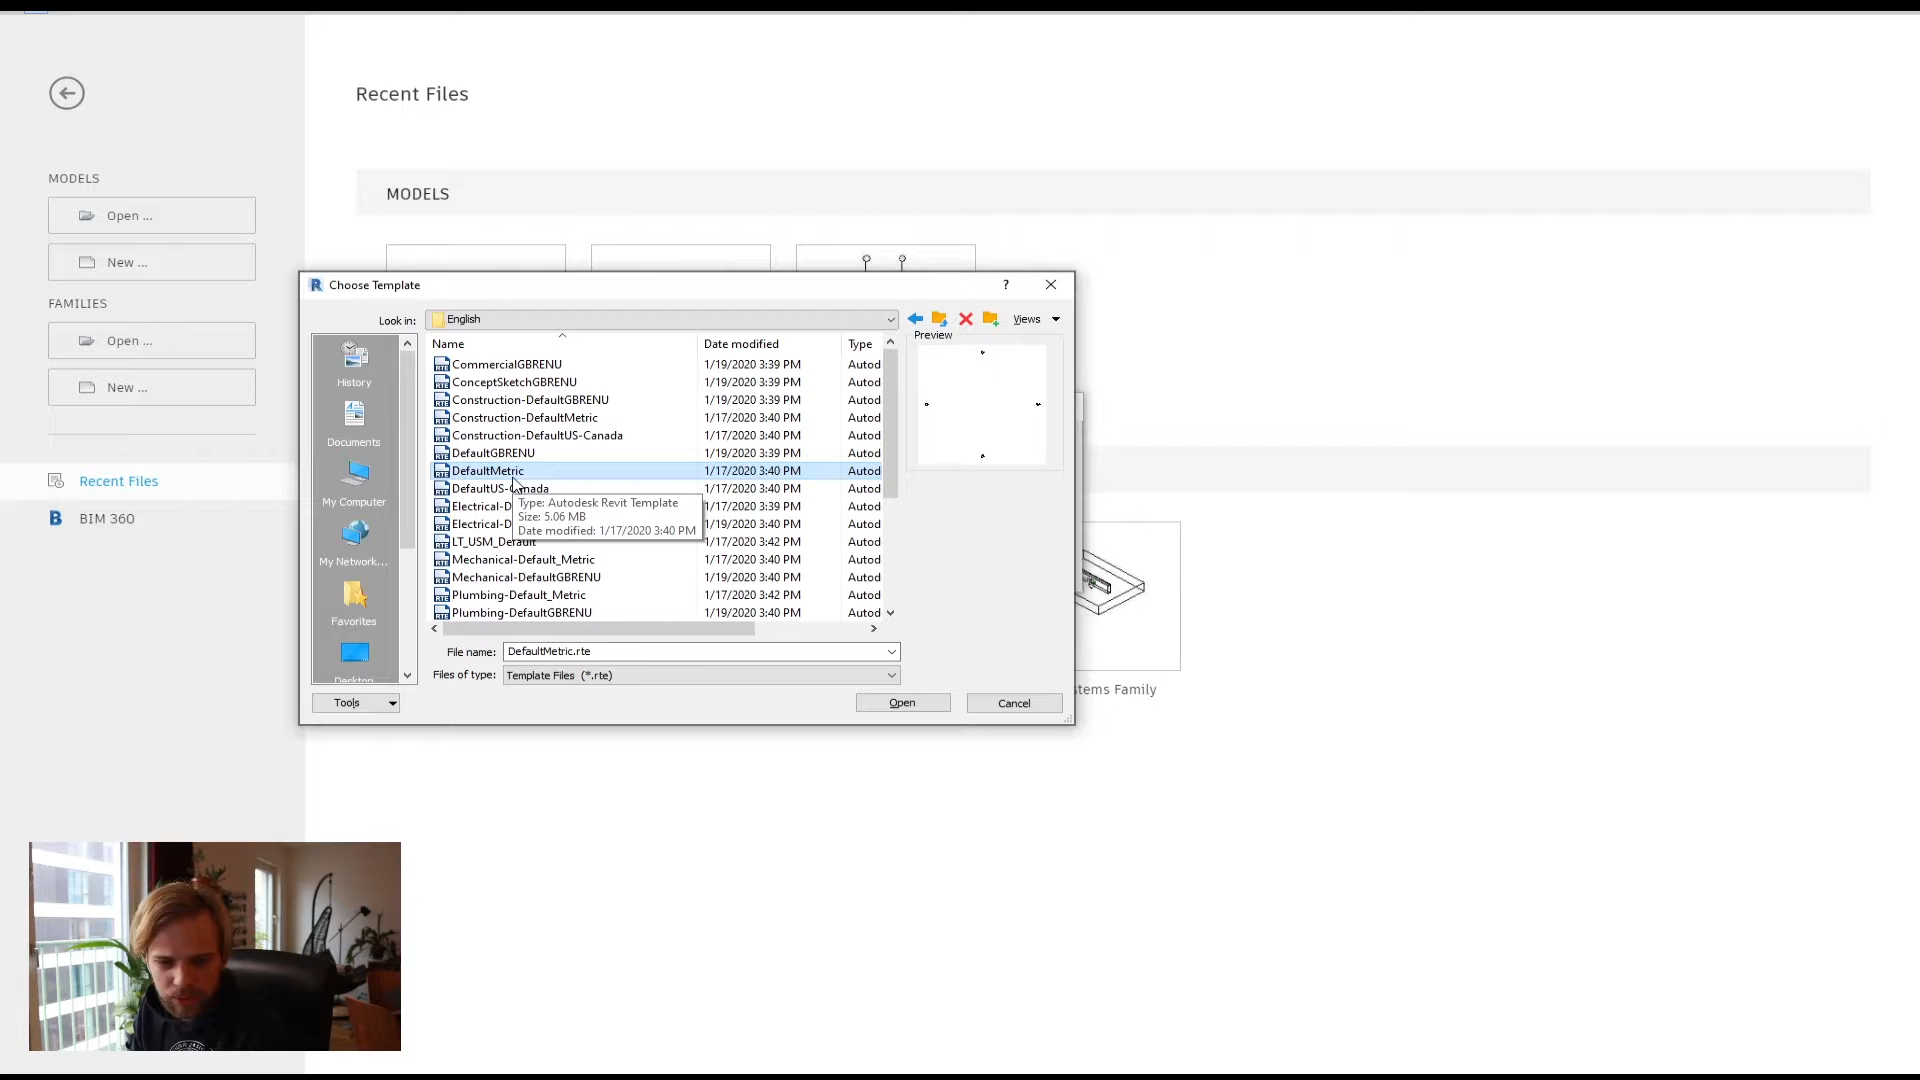 Recent Files
MODELS
Open ...
New ...
FAMILIES
Open ...
New ...
Recent Files
B BIM 360
MODELS
R Choose Template
?
Look in:
English
Views
Preview
History
Documents
My Computer
My Network...
Favorites
Desktop
Name Date modified Type
CommercialGBRENU 1/19/2020 3:39 PM Autod
ConceptSketchGBRENU 1/19/2020 3:39 PM Autod
Construction-DefaultGBRENU 1/19/2020 3:39 PM Autod
Construction-DefaultMetric 1/17/2020 3:40 PM Autod
Construction-DefaultUS-Canada 1/17/2020 3:40 PM Autod
DefaultGBRENU 1/19/2020 3:39 PM Autod
DefaultMetric 1/17/2020 3:40 PM Autod
DefaultUS-Canada 1/17/2020 3:40 PM Autod
Electrical-D 1/17/2020 3:39 PM Autod
Electrical-D 1/19/2020 3:40 PM Autod
LT_USM_Default 1/17/2020 3:42 PM Autod
Mechanical-Default_Metric 1/17/2020 3:40 PM Autod
Mechanical-DefaultGBRENU 1/19/2020 3:40 PM Autod
Plumbing-Default_Metric 1/17/2020 3:42 PM Autod
Plumbing-DefaultGBRENU 1/19/2020 3:40 PM Autod
Type: Autodesk Revit Template
Size: 5.06 MB
Date modified: 1/17/2020 3:40 PM
File name: DefaultMetric.rte
Files of type: Template Files (*.rte)
Tools
Open
Cancel
stems Family